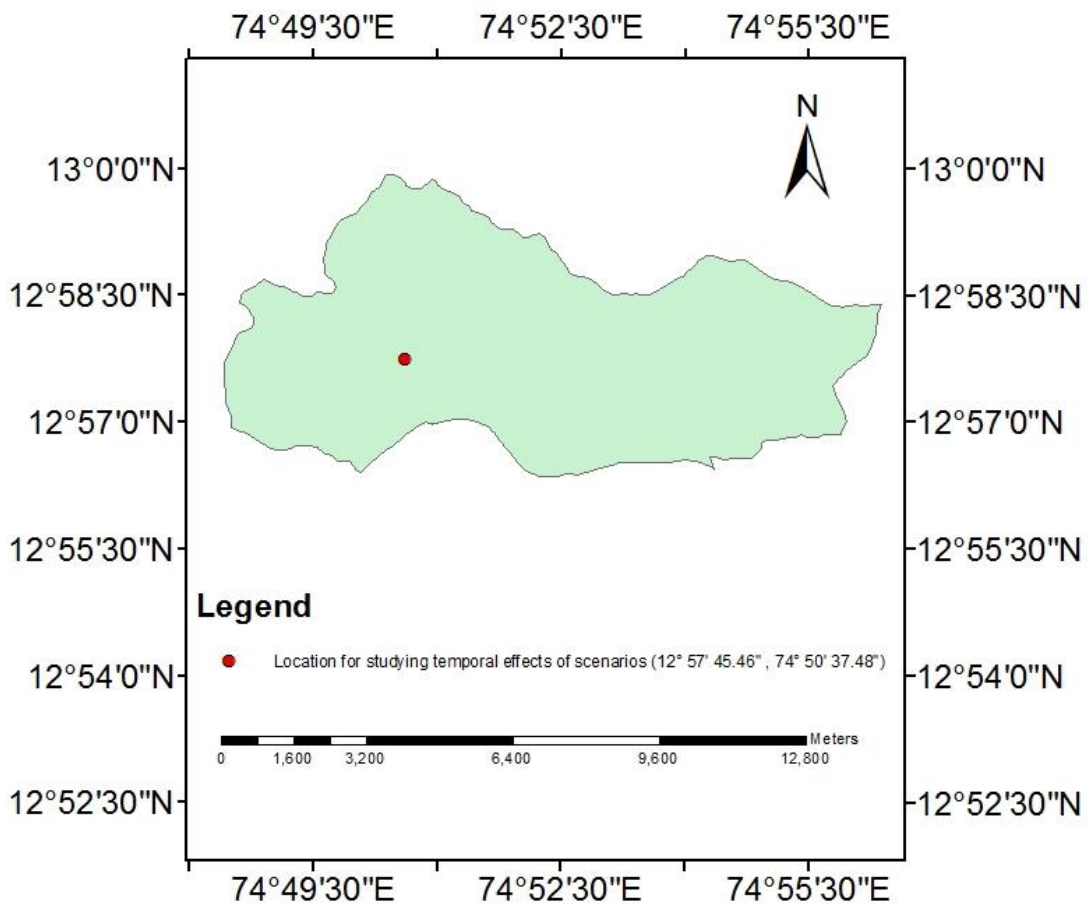 74°49'30"E 74°52'30"E 74°55'30"E
N
13°0'0"N 13°0'0"N
12°58'30"N 12°58'30"N
12°57'0"N 12°57'0"N
12°55'30"N 12°55'30"N
Legend
Location for studying temporal effects of scenarios (12° 57' 45.46" , 74° 50' 37.48")
12°54'0"N 12°54'0"N
Meters
0 1,600 3,200 6,400 9,600 12,800
12°52'30"N 12°52'30"N
74°49'30"E 74°52'30"E 74°55'30"E